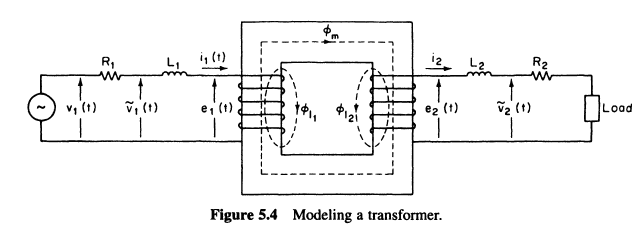 ϕm
R1 L1 i1(t) i2 L2 R2
~ v1(t) ṽ1(t) e1(t) ϕl1 ϕl2 e2(t) ṽ2(t) Load
Figure 5.4 Modeling a transformer.